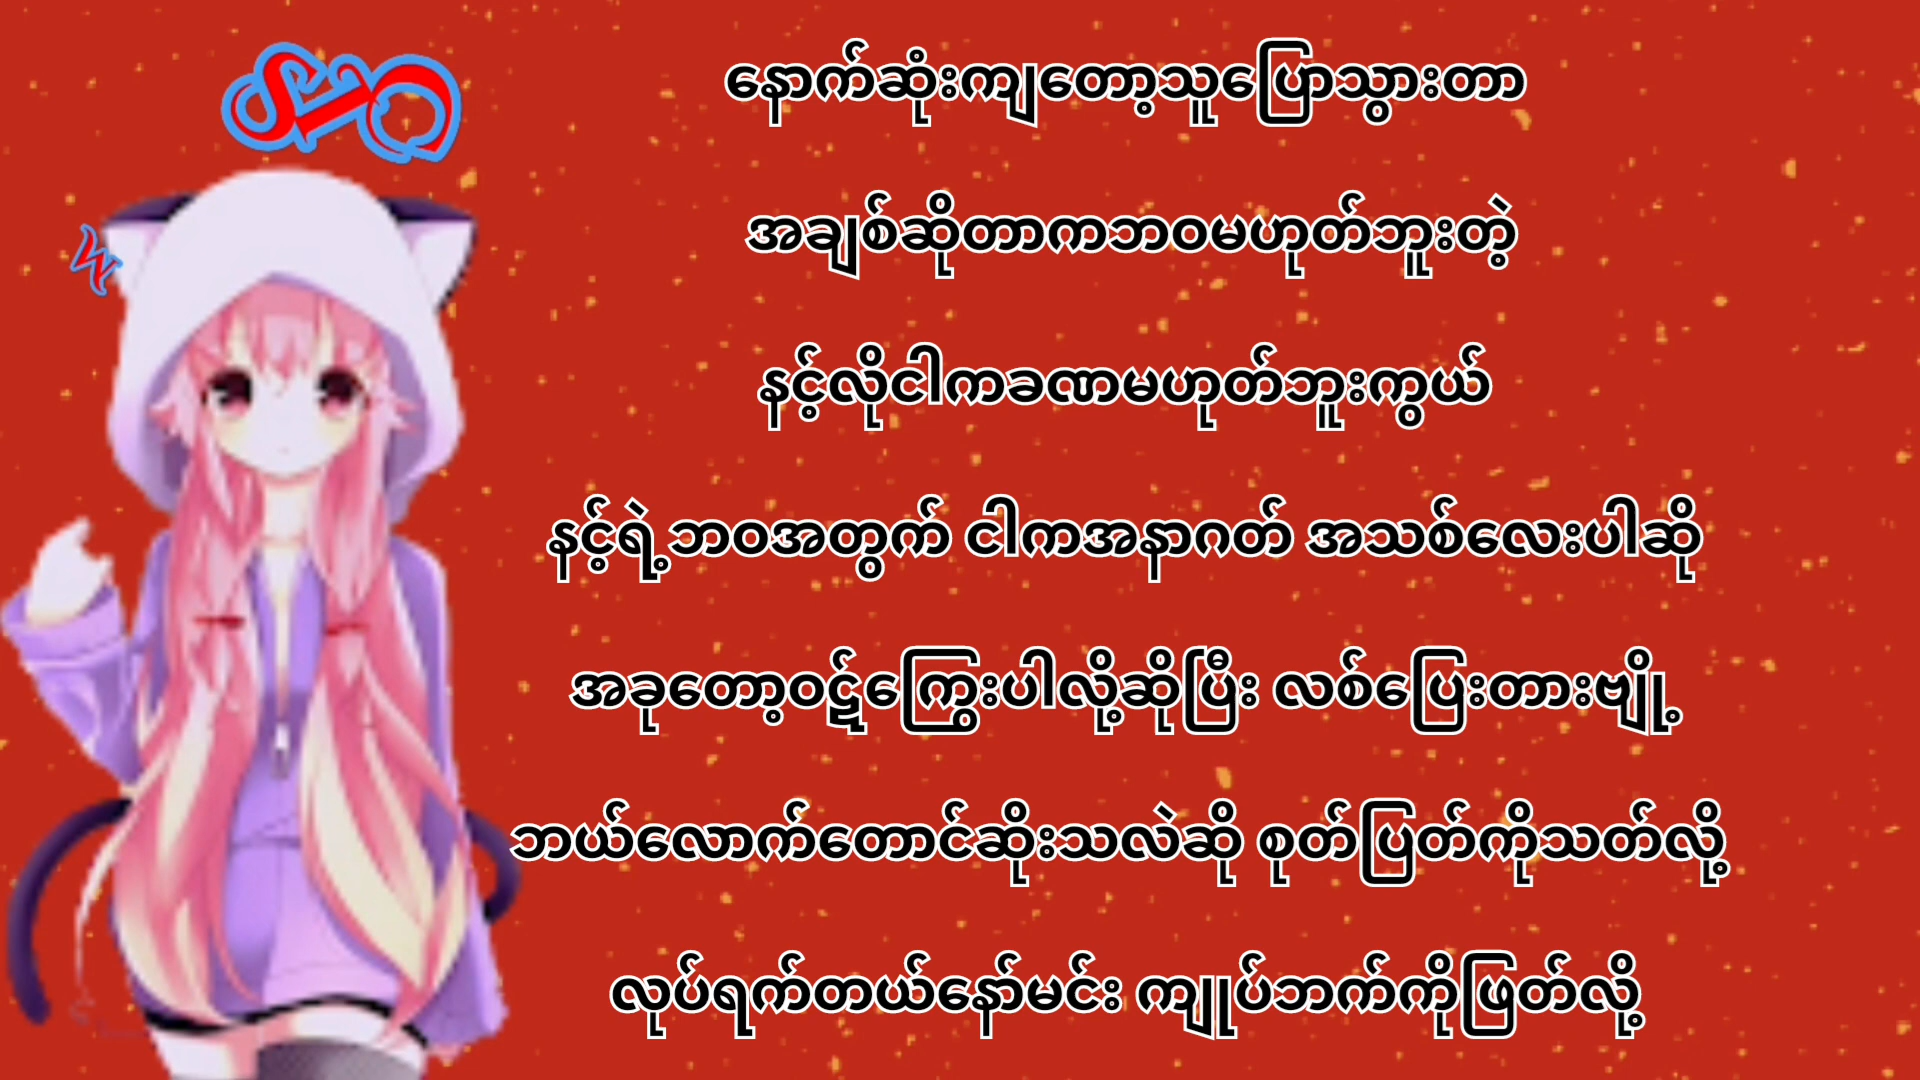 နောက်ဆုံးကျတော့သူပြောသွားတာ
အချစ်ဆိုတာကဘဝမဟုတ်ဘူးတဲ့
နင့်လိုငါကခဏမဟုတ်ဘူးကွယ်
နင့်ရဲ့ဘဝအတွက် ငါကအနာဂတ် အသစ်လေးပါဆို
အခုတော့ဝဋ်ကြွေးပါလို့ဆိုပြီး လစ်ပြေးတားဗျို့
ဘယ်လောက်တောင်ဆိုးသလဲဆို စုတ်ပြတ်ကိုသတ်လို့
လုပ်ရက်တယ်နော်မင်း ကျုပ်ဘက်ကိုဖြတ်လို့